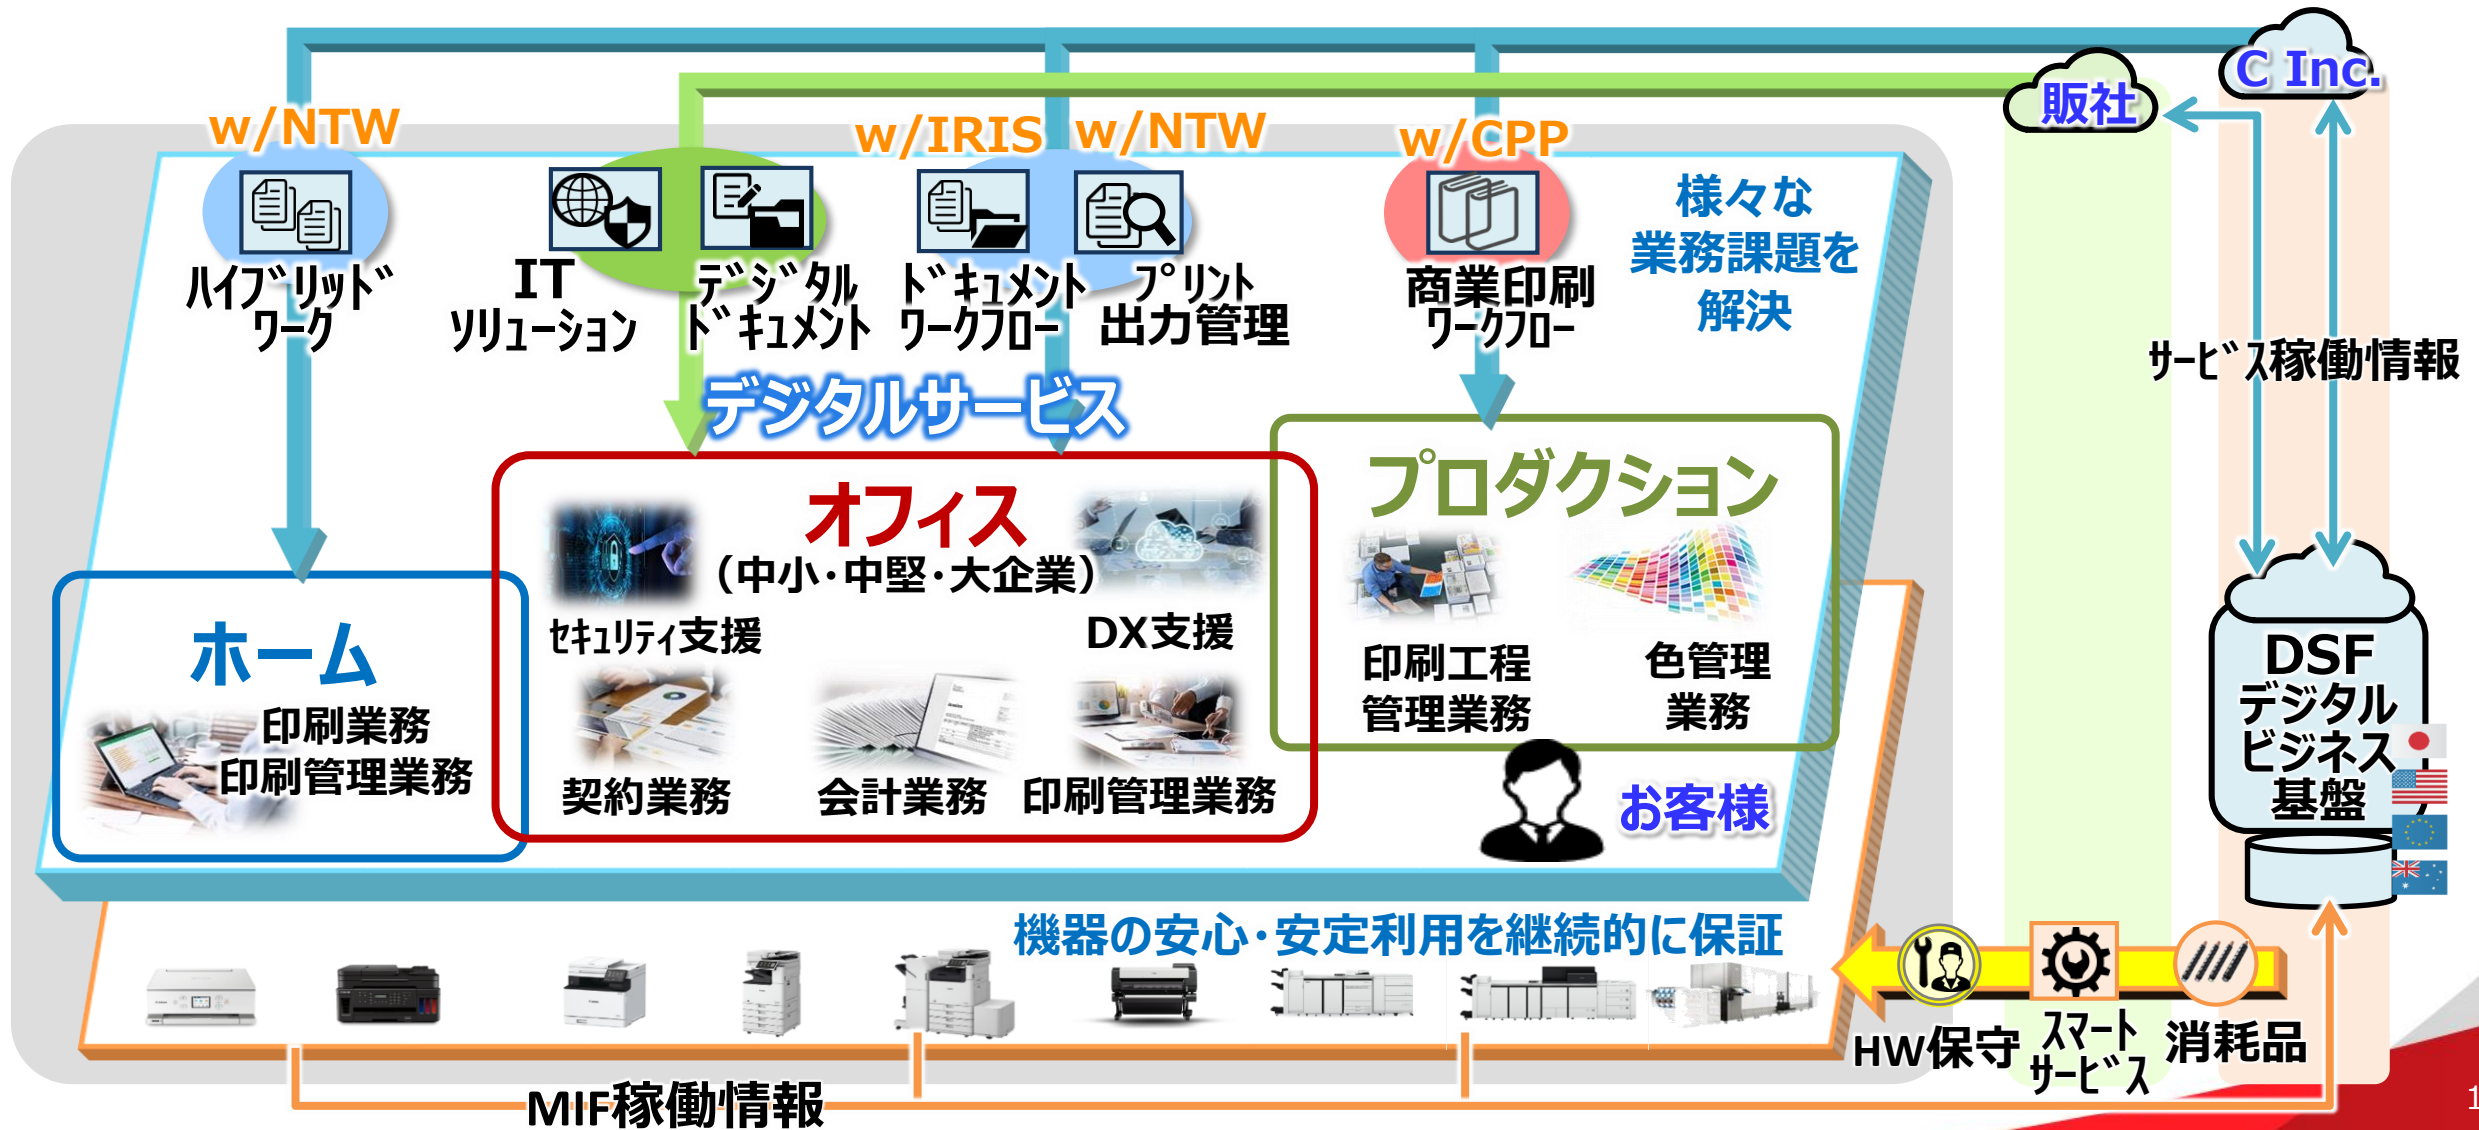 C Inc.
販社
w/NTW
w/IRIS
w/NTW
w/CPP
ﾊｲﾌﾞﾘｯﾄﾞ
ﾜｰｸ
IT
ｿﾘｭｰｼｮﾝ
ﾃﾞｼﾞﾀﾙ
ﾄﾞｷｭﾒﾝﾄ
ﾄﾞｷｭﾒﾝﾄ
ﾜｰｸﾌﾛｰ
ﾌﾟﾘﾝﾄ
出力管理
商業印刷
ﾜｰｸﾌﾛｰ
様々な
業務課題を
解決
ｻｰﾋﾞｽ稼働情報
デジタルサービス
ホーム
印刷業務
印刷管理業務
オフィス
（中小･中堅･大企業）
ｾｷｭﾘﾃｨ支援
DX支援
契約業務
会計業務
印刷管理業務
プロダクション
印刷工程
管理業務
色管理
業務
お客様
DSF
デジタル
ビジネス
基盤
機器の安心･安定利用を継続的に保証
HW保守
ｽﾏｰﾄ
ｻｰﾋﾞｽ
消耗品
MIF稼働情報
1